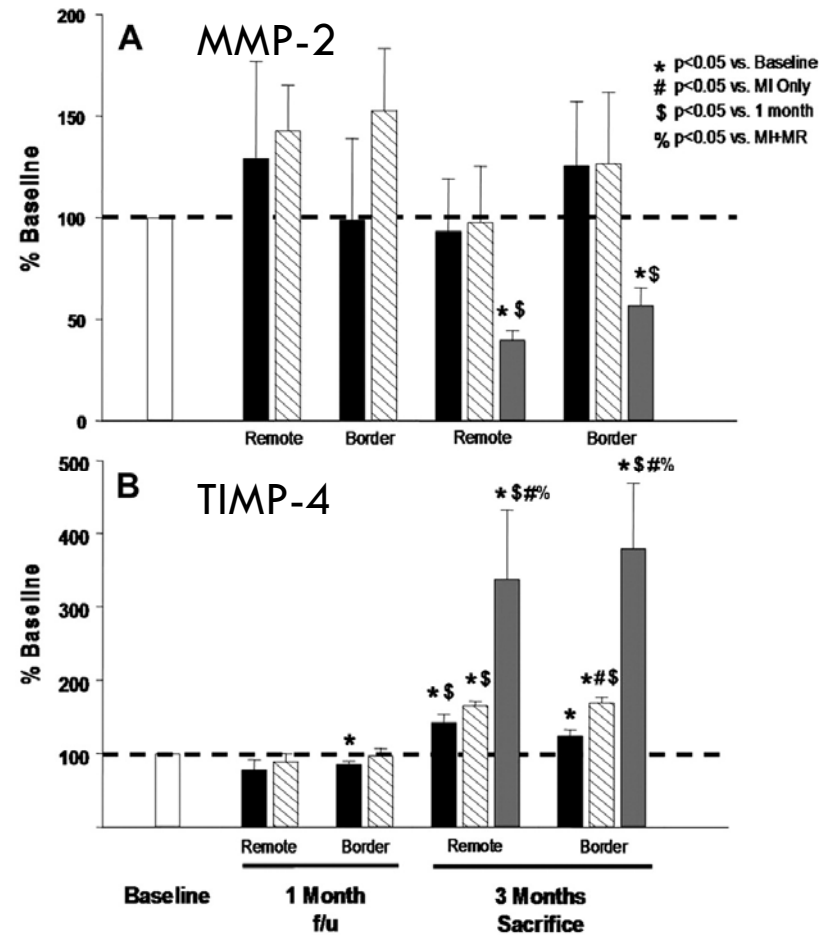 200
A
MMP-2
* p<0.05 vs. Baseline
# p<0.05 vs. MI Only
$ p<0.05 vs. 1 month
% p<0.05 vs. MI+MR
150
% Baseline
100
* $
* $
50
0
Remote
Border
Remote
Border
500
B
TIMP-4
* $ # %
* $ # %
400
% Baseline
300
200
* $
* $
*
* # $
*
100
Remote
Border
Remote
Border
Baseline
1 Month
f/u
3 Months
Sacrifice